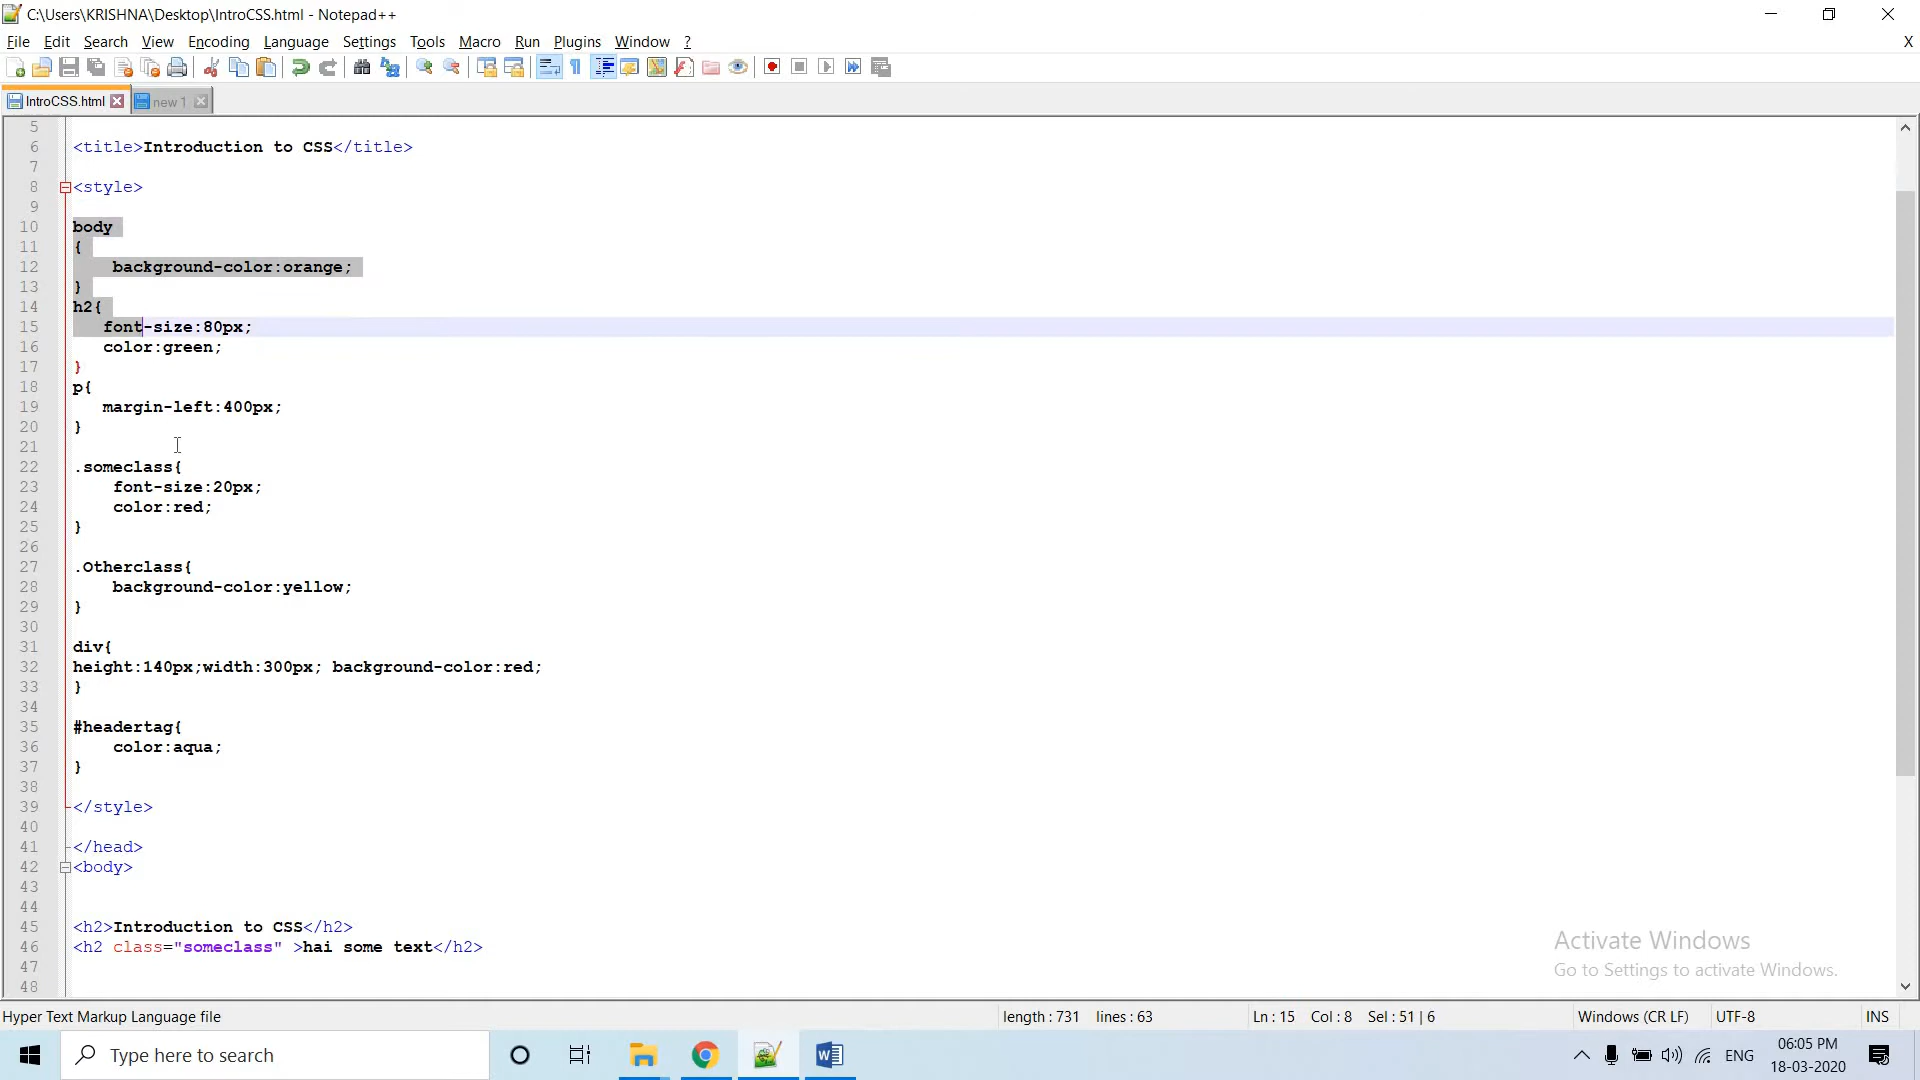 C:\Users\KRISHNA\Desktop\IntroCSS.html - Notepad++
File Edit Search View Encoding Language Settings Tools Macro Run Plugins Window ? X
IntroCSS.html new 1
5
6 <title>Introduction to CSS</title>
7
8 <style>
9
10 body
11 {
12 background-color:orange;
13 }
14 h2{
15 font-size:80px;
16 color:green;
17 }
18 p{
19 margin-left:400px;
20 }
21
22 .someclass{
23 font-size:20px;
24 color:red;
25 }
26
27 .Otherclass{
28 background-color:yellow;
29 }
30
31 div{
32 height:140px;width:300px; background-color:red;
33 }
34
35 #headertag{
36 color:aqua;
37 }
38
39 </style>
40
41 </head>
42 <body>
43
44
45 <h2>Introduction to CSS</h2>
46 <h2 class="someclass" >hai some text</h2>
47
48
Activate Windows
Go to Settings to activate Windows.
Hyper Text Markup Language file length : 731 lines : 63 Ln : 15 Col : 8 Sel : 51 | 6 Windows (CR LF) UTF-8 INS
Type here to search
ENG
06:05 PM
18-03-2020